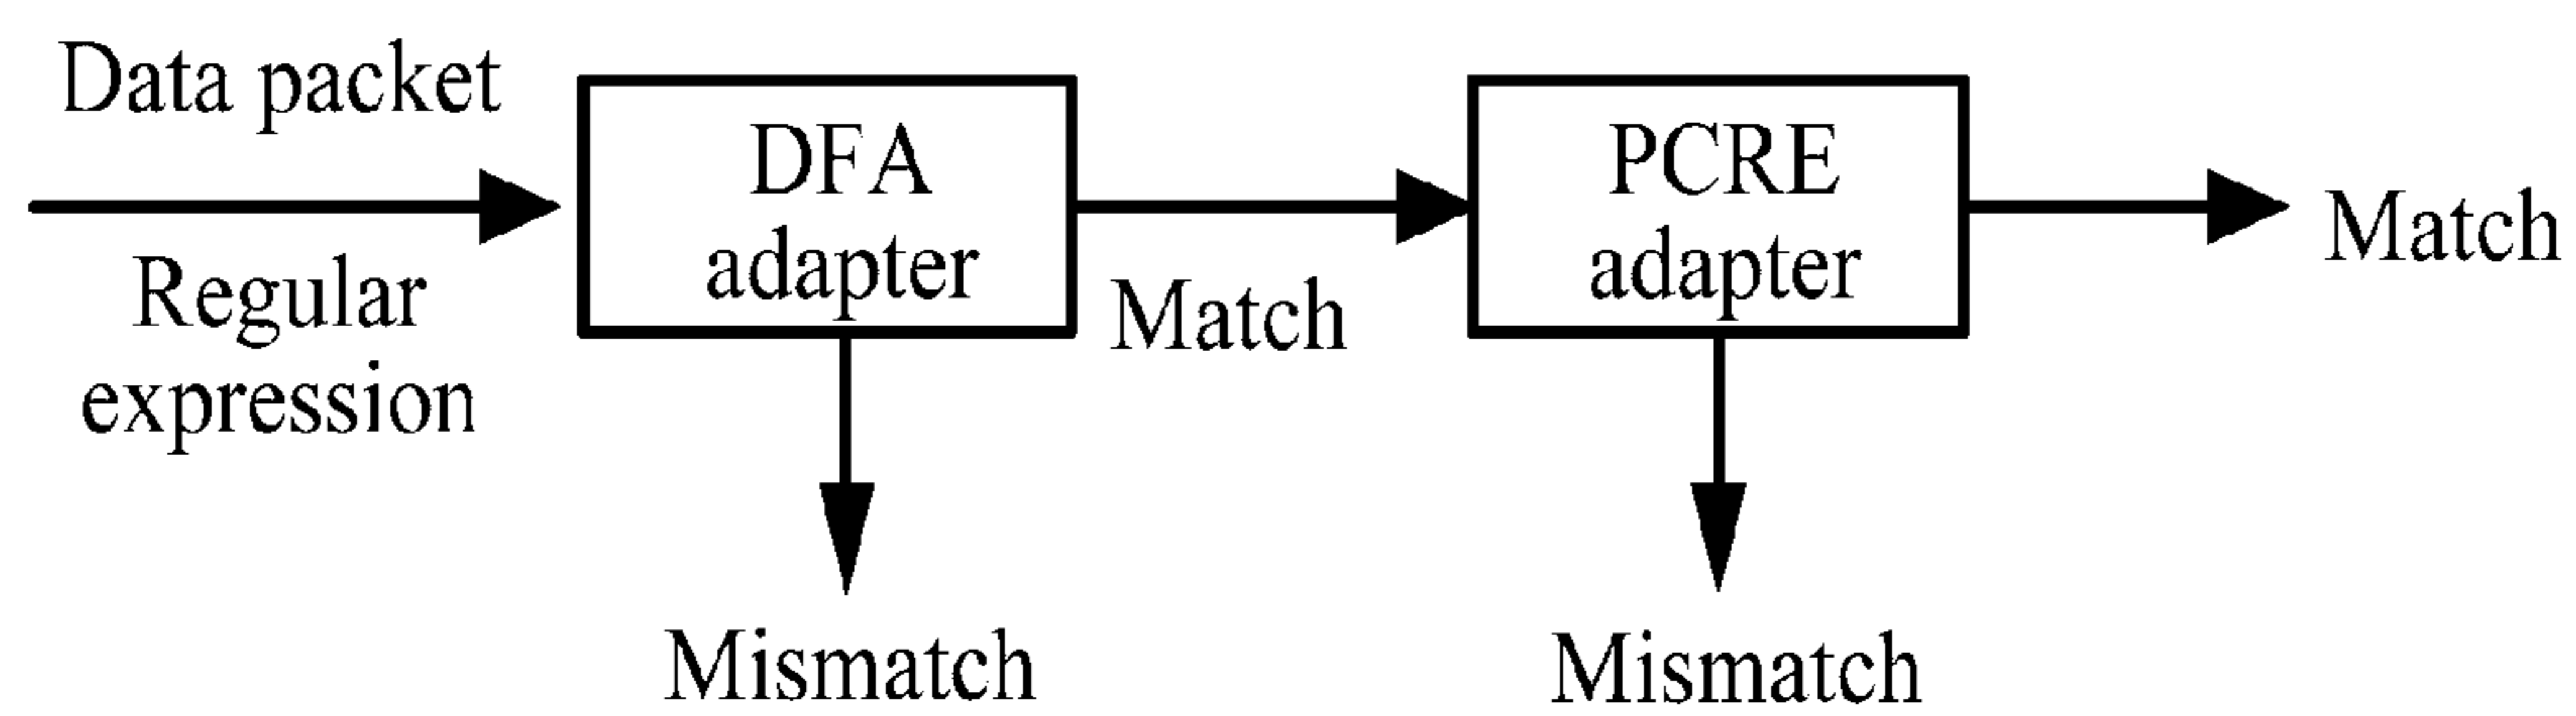 Data packet
Regular
expression
DFA
adapter
Match
Mismatch
PCRE
adapter
Mismatch
Match